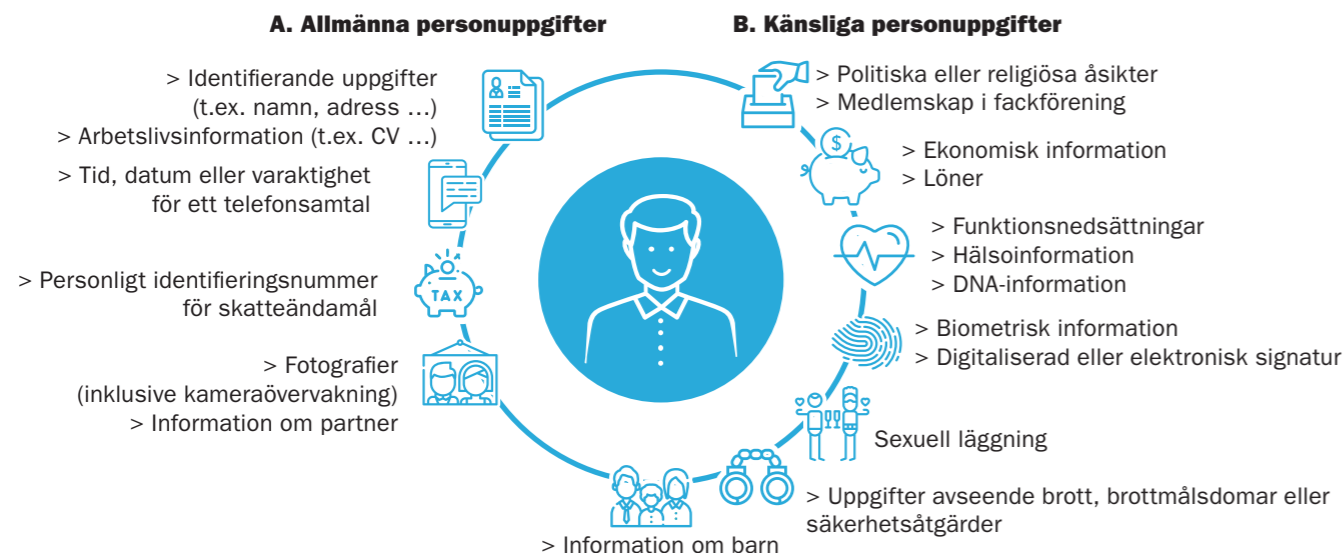 A. Allmänna personuppgifter
> Identifierande uppgifter
(t.ex. namn, adress ...)
> Arbetslivsinformation (t.ex. CV ...)
> Tid, datum eller varaktighet
för ett telefonsamtal
> Personligt identifieringsnummer
för skatteändamål
TAX
> Fotografier
(inklusive kameraövervakning)
> Information om partner
B. Känsliga personuppgifter
> Politiska eller religiösa åsikter
> Medlemskap i fackförening
$
> Ekonomisk information
> Löner
> Funktionsnedsättningar
> Hälsoinformation
> DNA-information
> Biometrisk information
> Digitaliserad eller elektronisk signatur
Sexuell läggning
> Uppgifter avseende brott, brottmålsdomar eller
säkerhetsåtgärder
> Information om barn